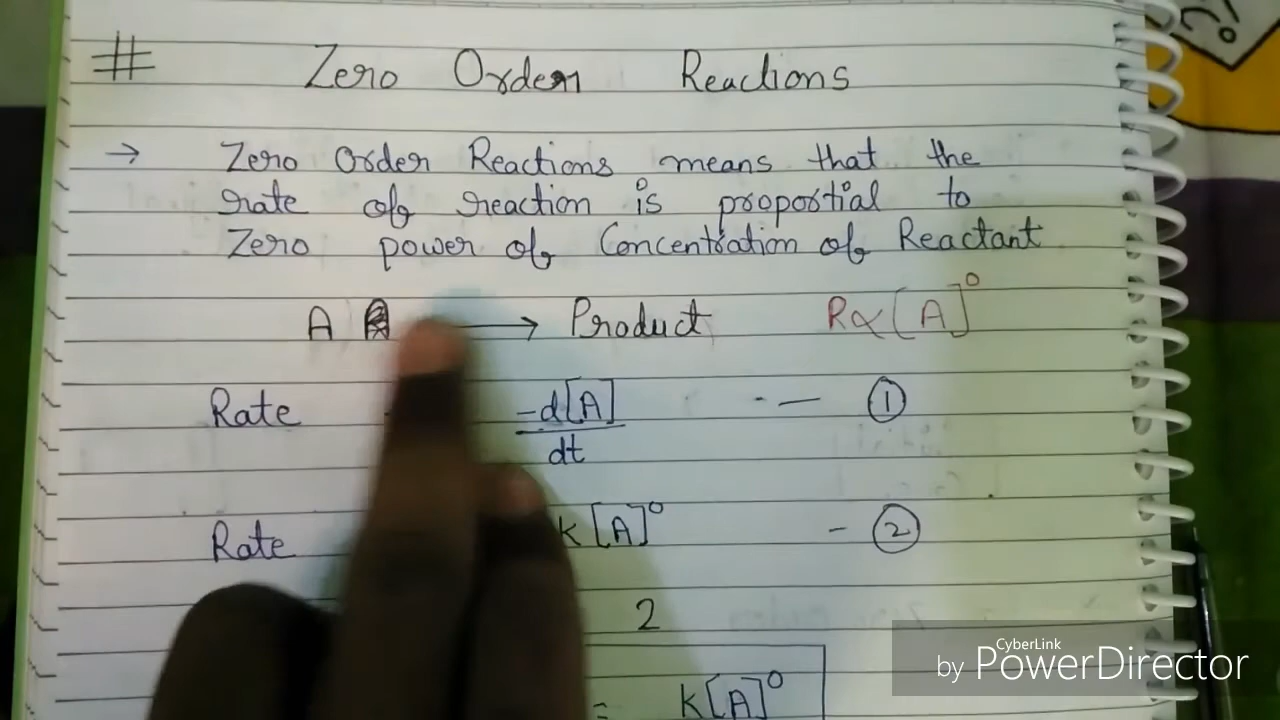 # Zero Order Reactions
→ Zero Order Reactions means that the
rate of reaction is proportial to
Zero power of Concentration of Reactant
A → Product R∝[A]⁰
Rate -d[A]/dt - — ①
Rate k[A]⁰ - ②
2
= k[A]⁰
CyberLink
by PowerDirector